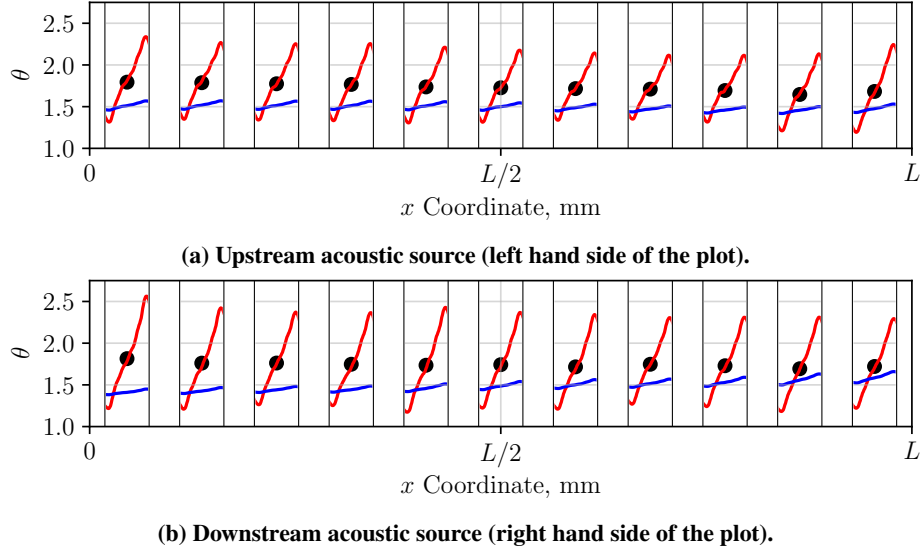 2.5
2.0
θ
1.5
1.0
0
L/2
L
x Coordinate, mm
(a) Upstream acoustic source (left hand side of the plot).
2.5
2.0
θ
1.5
1.0
0
L/2
L
x Coordinate, mm
(b) Downstream acoustic source (right hand side of the plot).